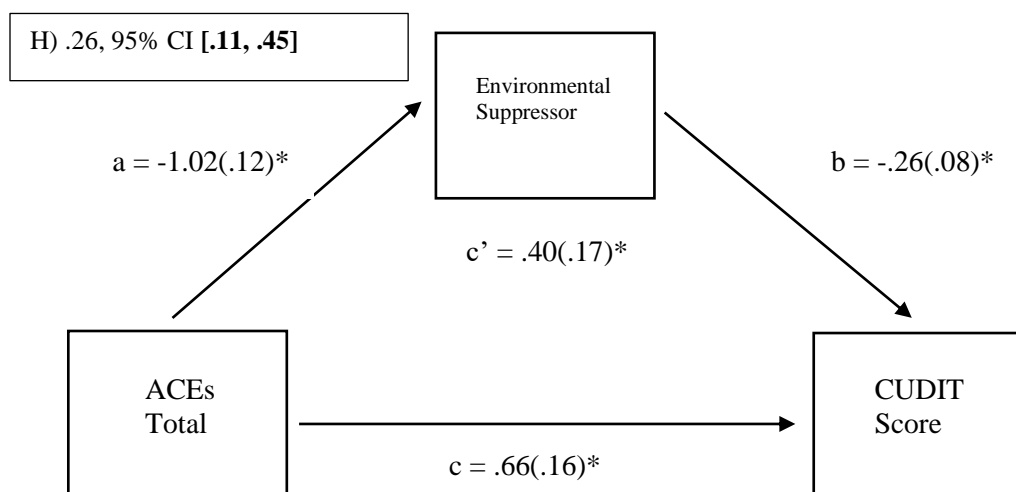 H) .26, 95% CI [.11, .45]
Environmental
Suppressor
a = -1.02(.12)*
b = -.26(.08)*
c’ = .40(.17)*
ACEs
Total
CUDIT
Score
c = .66(.16)*